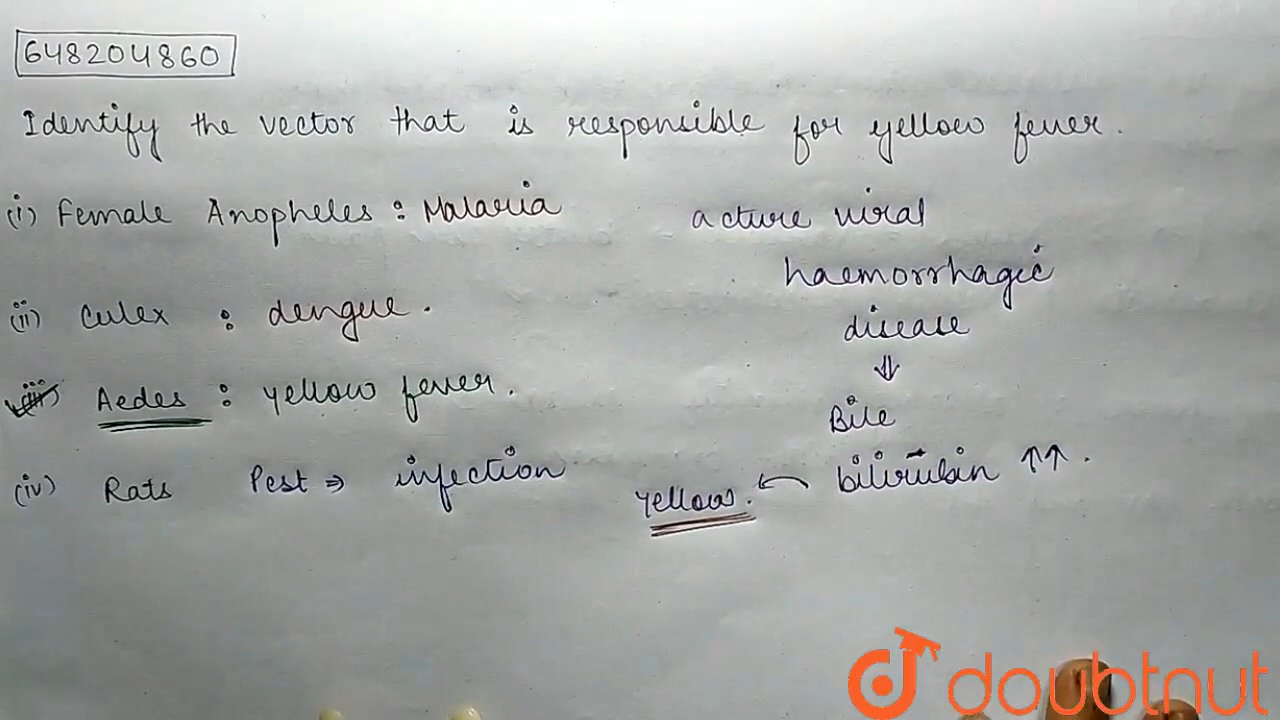 648204860
Identify the vector that is responsible for yellow fever.
(i) Female Anopheles : Malaria
(ii) Culex : dengue.
(iii) Aedes : yellow fever.
(iv) Rats Pest ⇒ infection
acture viral
haemorrhagic
disease
⇓
Bile
bilirubin ↑↑.
Yellow.
doubtnut